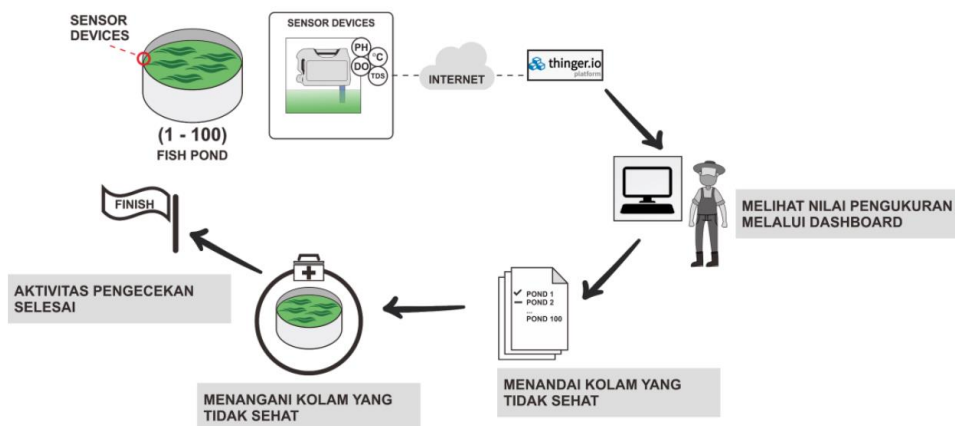 SENSOR
DEVICES
(1 - 100)
FISH POND
SENSOR DEVICES
PH
°C
DO
TDS
INTERNET
thinger.io
platform
MELIHAT NILAI PENGUKURAN
MELALUI DASHBOARD
POND 1
POND 2
...
POND 100
MENANDAI KOLAM YANG
TIDAK SEHAT
MENANGANI KOLAM YANG
TIDAK SEHAT
FINISH
AKTIVITAS PENGECEKAN
SELESAI